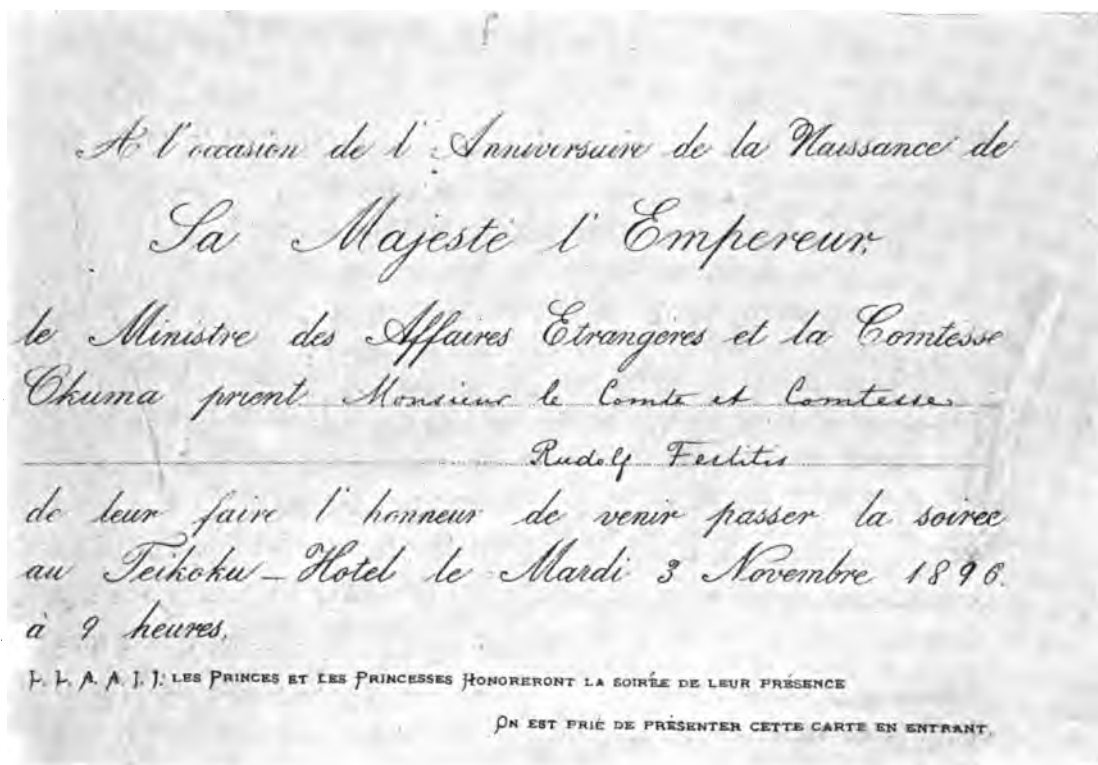 A l'occasion de l'Anniversaire de la Naissance de
Sa Majesté l'Empereur,
le Ministre des Affaires Etrangères et la Comtesse
Okuma prient Monsieur le Comte et Comtesse
Rudolf Festitis
de leur faire l'honneur de venir passer la soirée
au Teikoku-Hotel le Mardi 3 Novembre 1896.
à 9 heures.
L. L. A. A. I. I. LES PRINCES ET LES PRINCESSES HONORERONT LA SOIRÉE DE LEUR PRÉSENCE
ON EST PRIÉ DE PRÉSENTER CETTE CARTE EN ENTRANT.